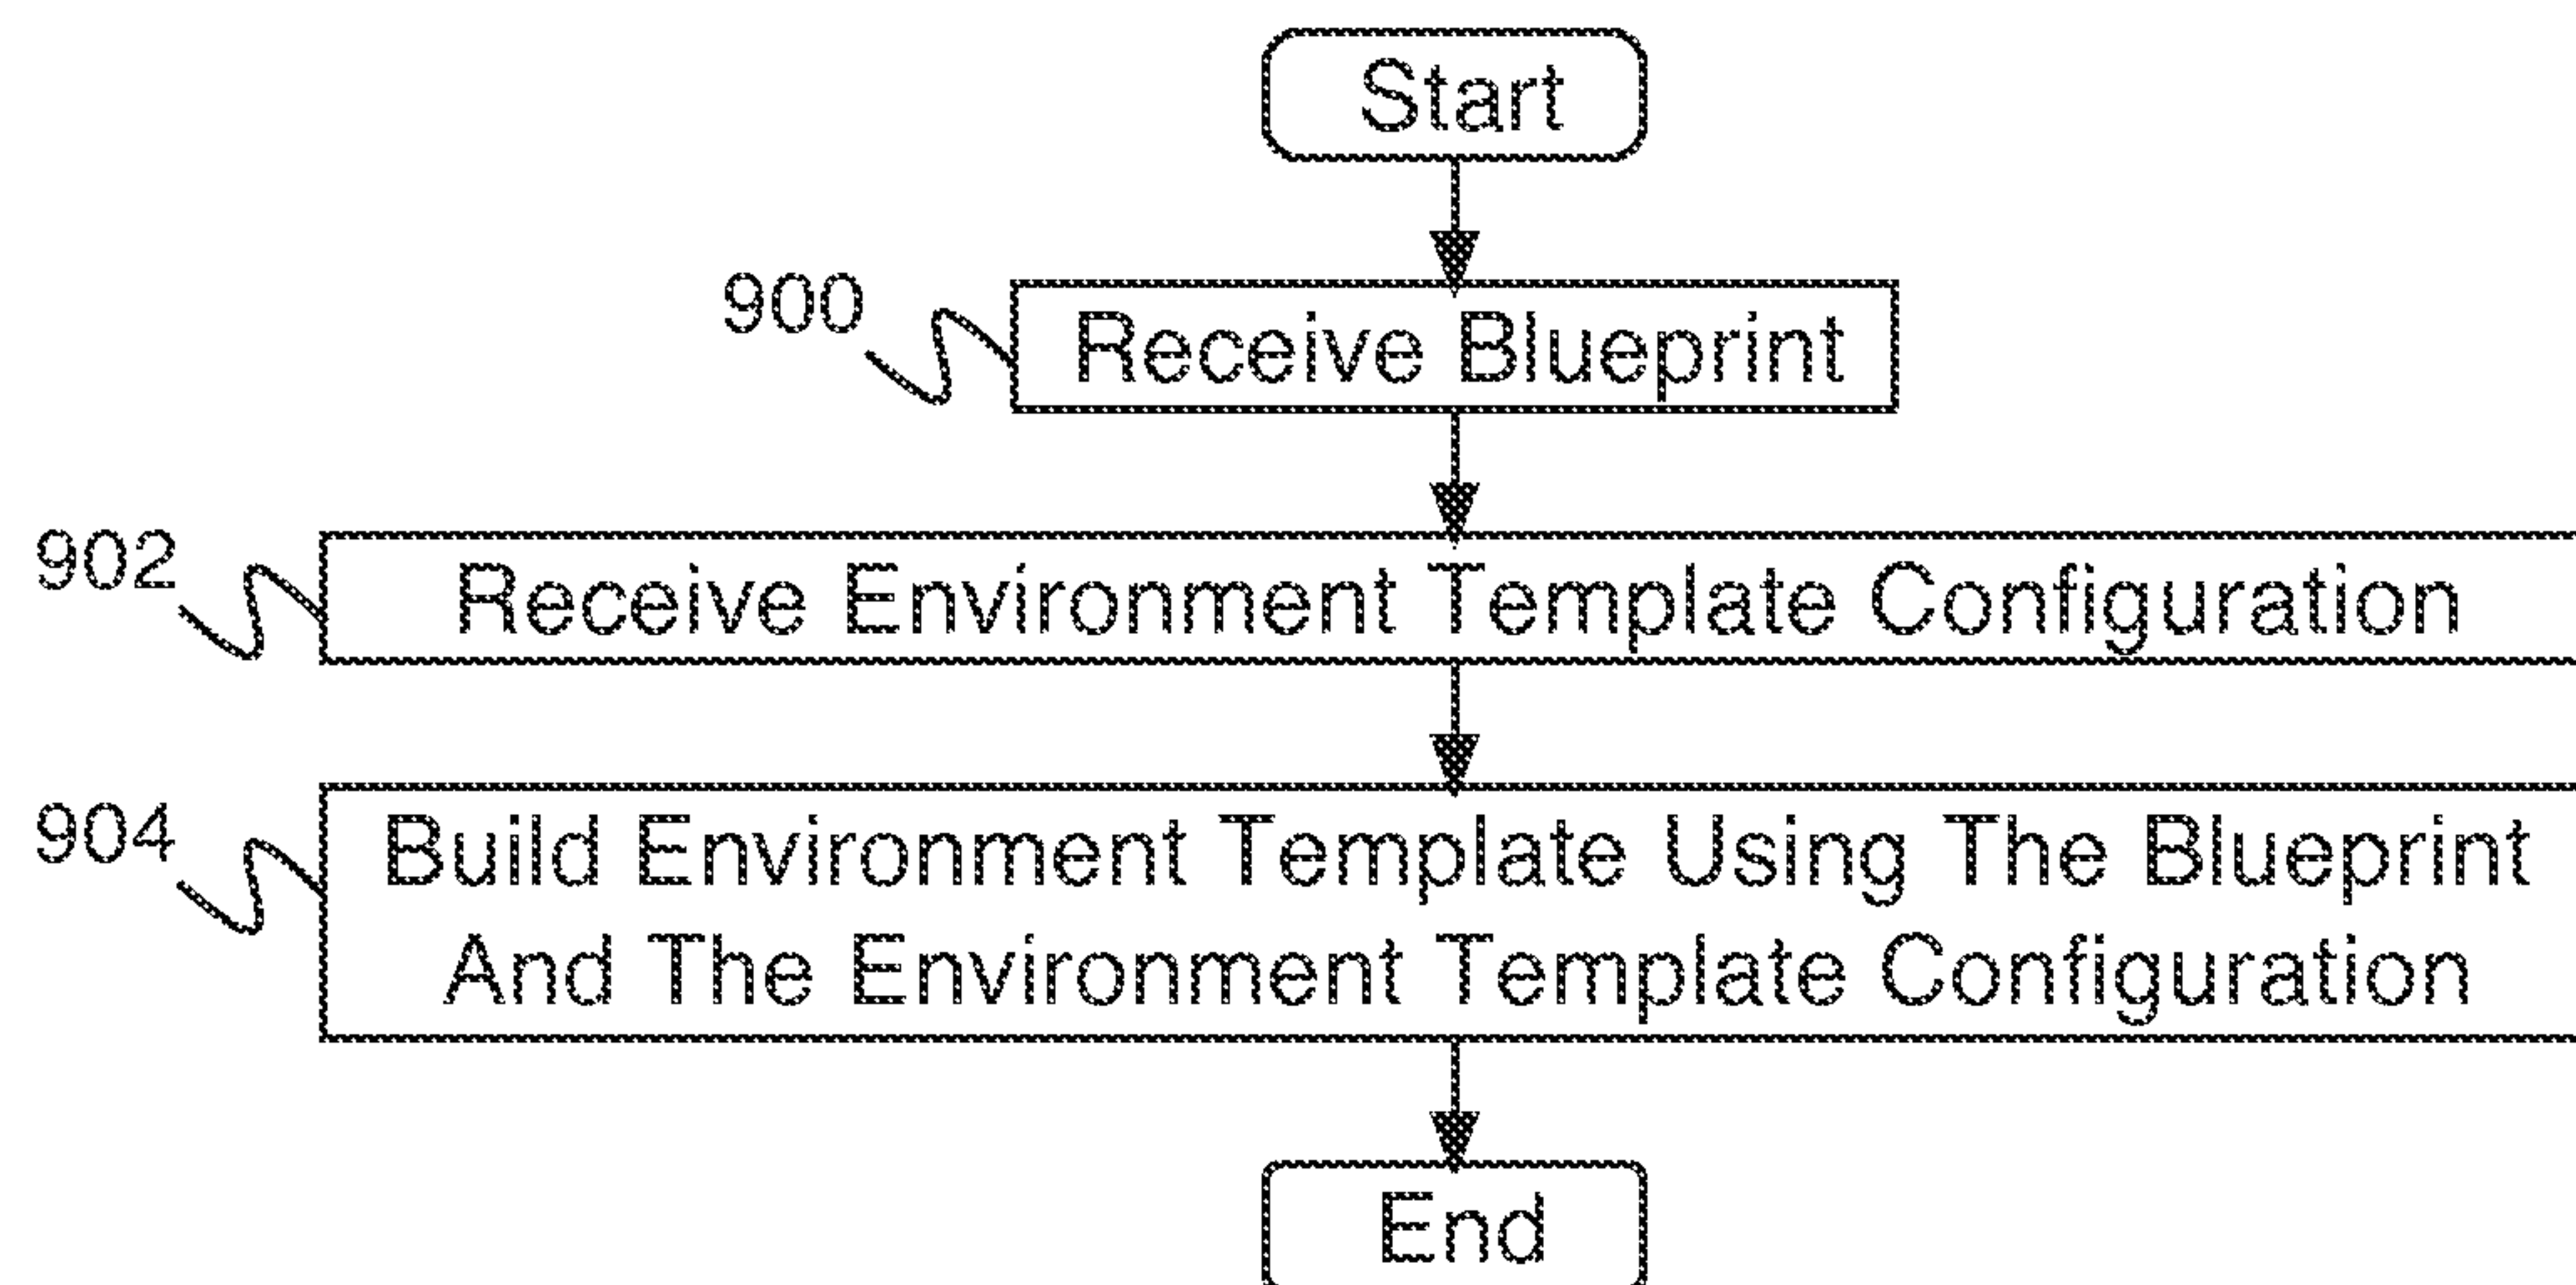 Start
900
Receive Blueprint
902
Receive Environment Template Configuration
904
Build Environment Template Using The Blueprint
And The Environment Template Configuration
End